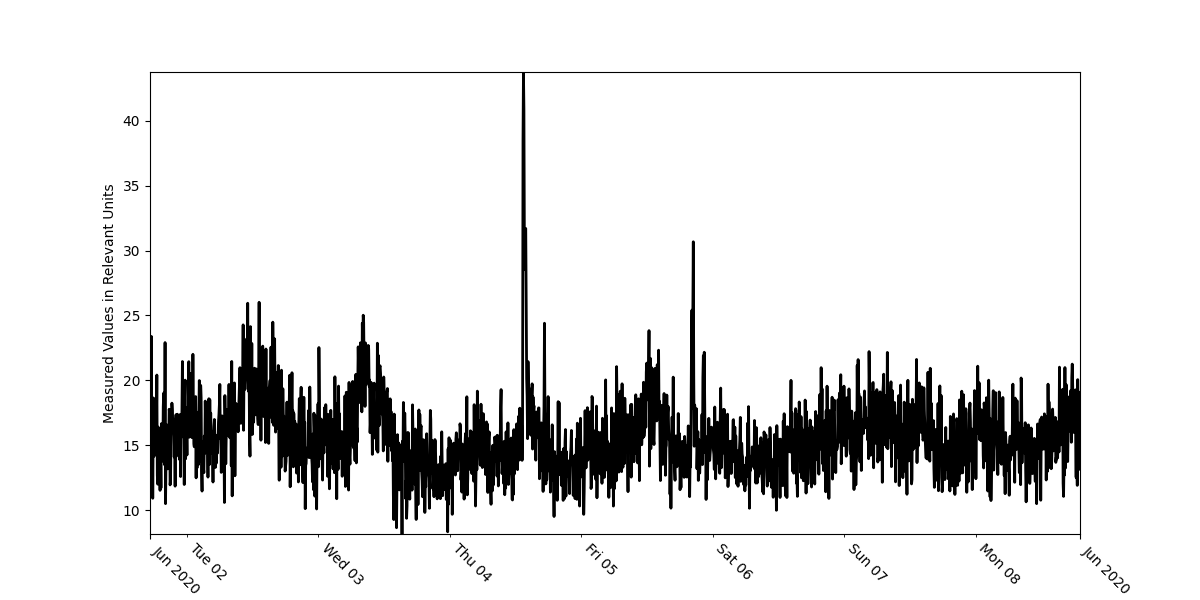 Measured Values in Relevant Units
40
35
30
25
20
15
10
Jun 2020
Tue 02
Wed 03
Thu 04
Fri 05
Sat 06
Sun 07
Mon 08
Jun 2020